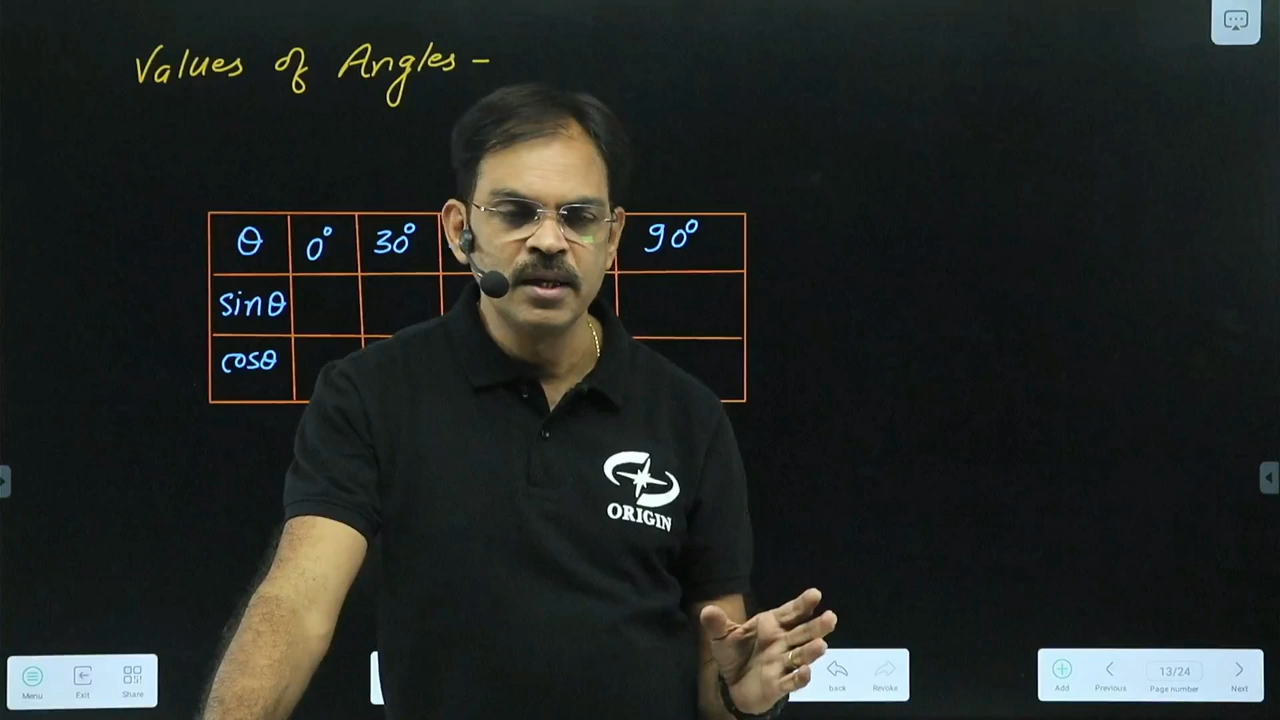 Values of Angles –
θ 0° 30° 90°
sinθ
cosθ
ORIGIN
Menu Exit Share
back Revoke
Add Previous 13/24 Page number Next